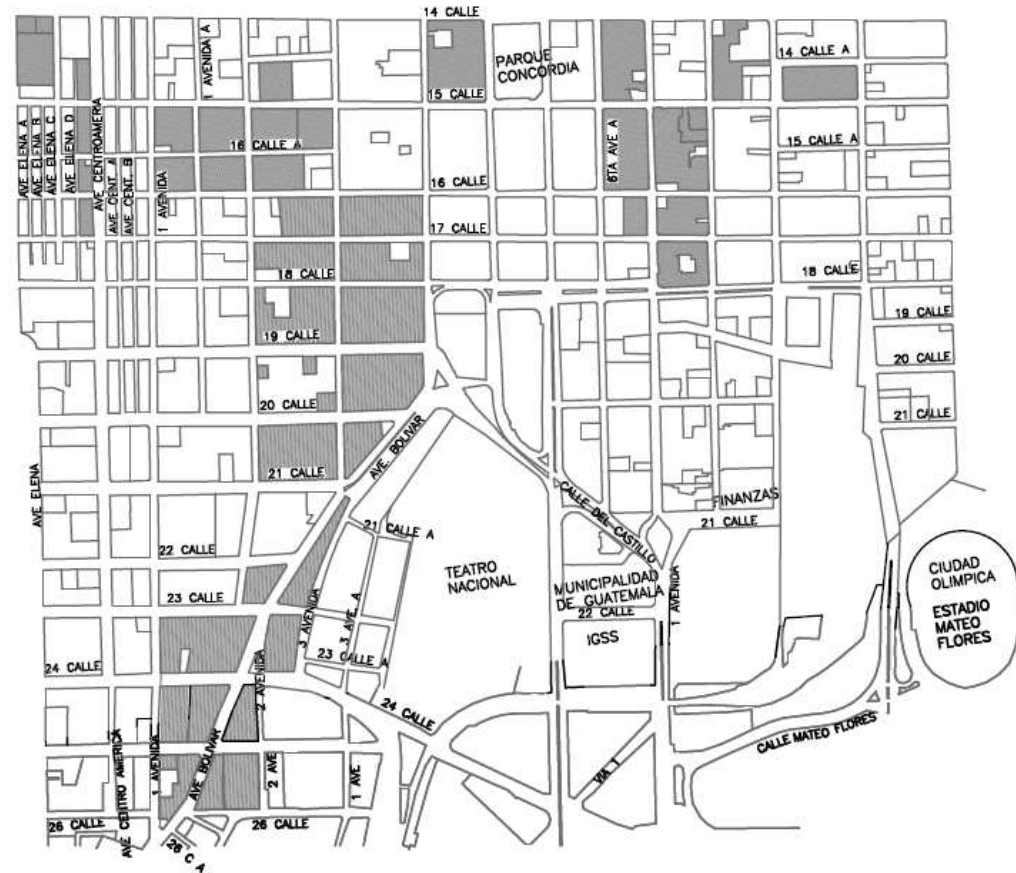 14 CALLE
1 AVENIDA A
PARQUE
CONCORDIA
14 CALLE A
15 CALLE
AVE ELENA A
AVE ELENA B
AVE ELENA C
AVE ELENA D
AVE CENTROAMERIA
AVE. CENT. A
AVE. CENT. B
1 AVENIDA
16 CALLE A
6TA AVE A
15 CALLE A
16 CALLE
17 CALLE
18 CALLE
18 CALLE
19 CALLE
19 CALLE
20 CALLE
20 CALLE
21 CALLE
AVE. BOLIVAR
21 CALLE
AVE ELENA
CALLE DEL CASTILLO
FINANZAS
21 CALLE
21 CALLE A
22 CALLE
TEATRO
NACIONAL
MUNICIPALIDAD
DE GUATEMALA
22 CALLE
1 AVENIDA
CIUDAD
OLIMPICA
ESTADIO
MATEO
FLORES
23 CALLE
3 AVENIDA
3 AVE. A
IGSS
23 CALLE A
24 CALLE
2 AVENIDA
24 CALLE
CALLE MATEO FLORES
AVE CENTRO AMERICA
1 AVENIDA
AVE BOLIVAR
2 AVE
1 AVE
VIA 1
26 CALLE
26 CALLE
26 C A